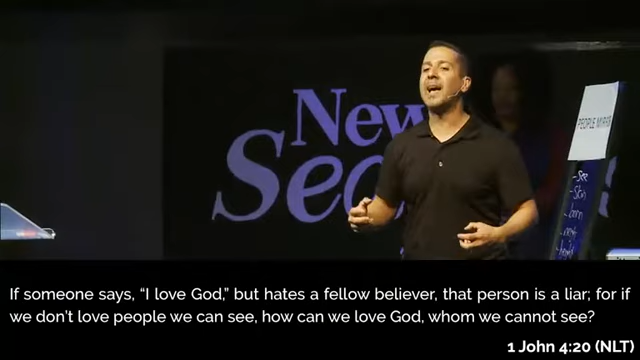 New
Sec
PEOPLE
- See
If someone says, “I love God,” but hates a fellow believer, that person is a liar; for if
we don’t love people we can see, how can we love God, whom we cannot see?
1 John 4:20 (NLT)